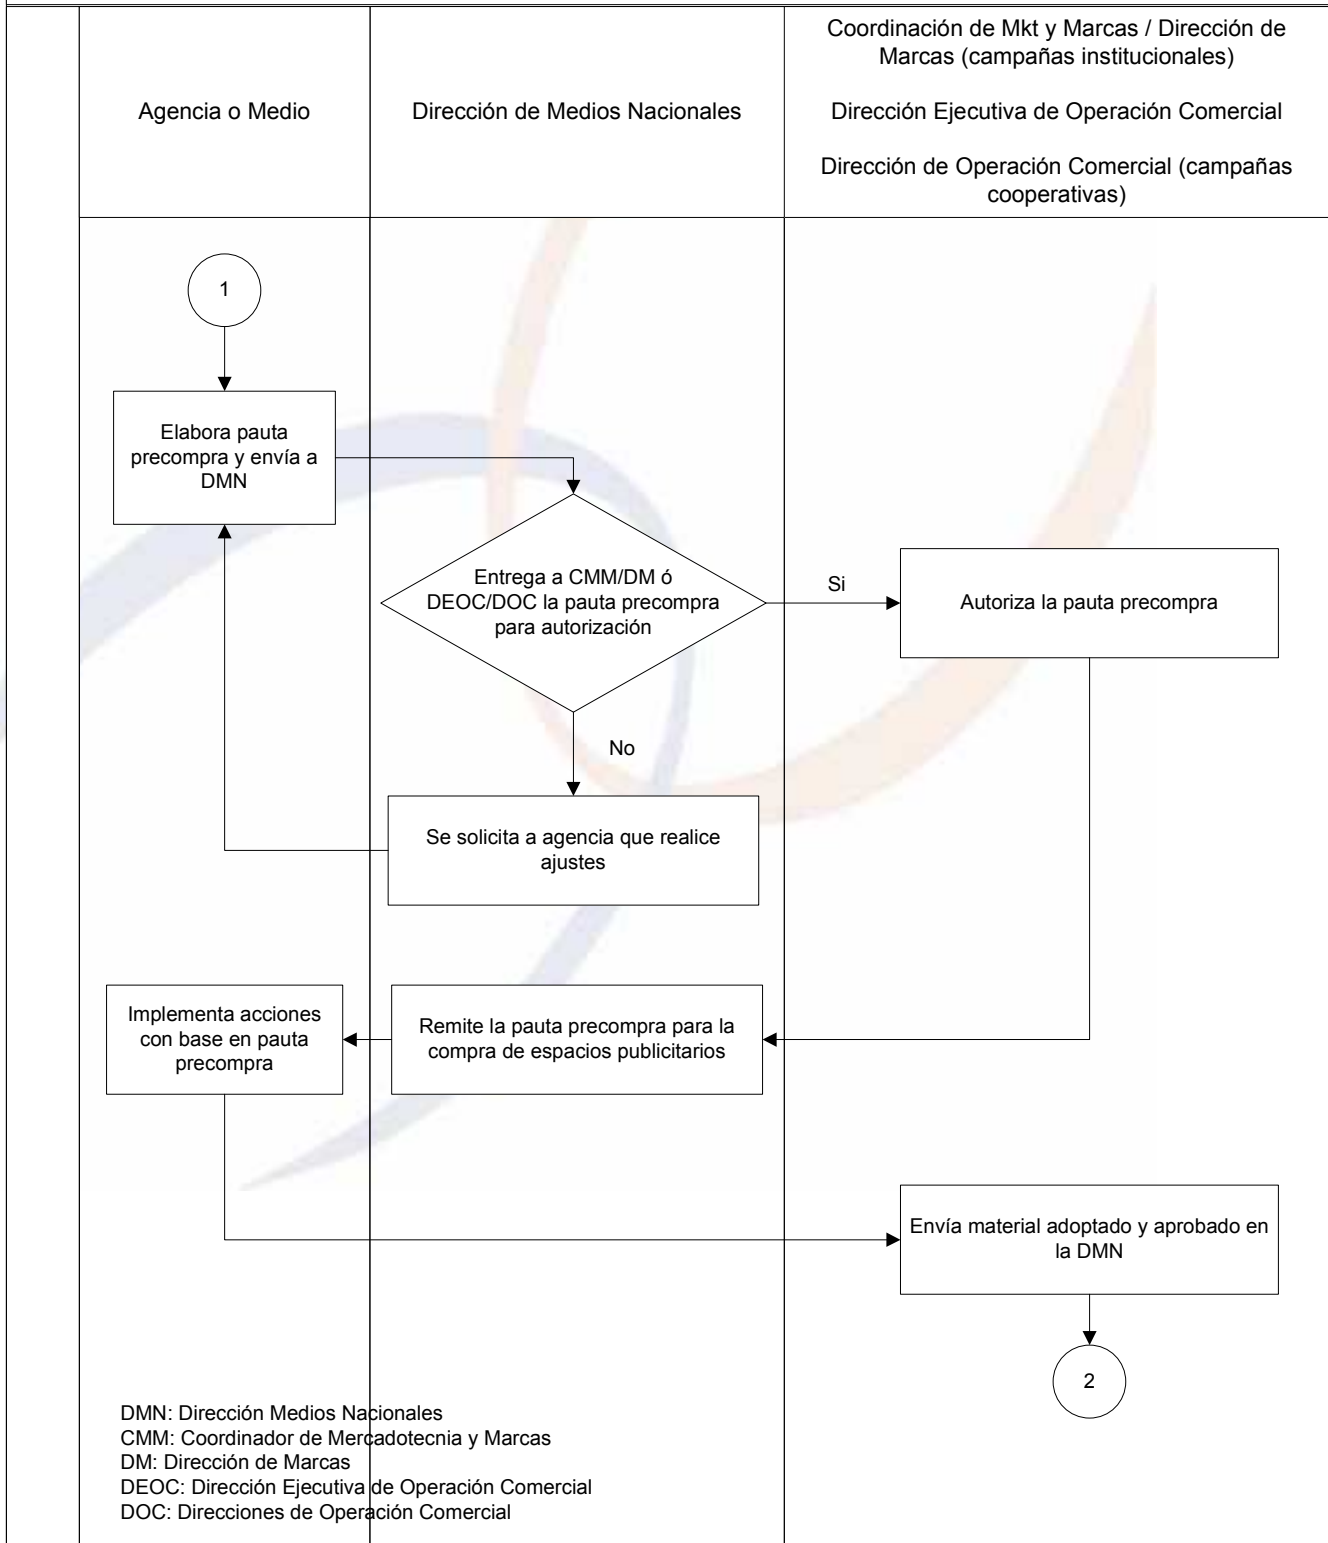 Agencia o Medio
Dirección de Medios Nacionales
Coordinación de Mkt y Marcas / Dirección de
Marcas (campañas institucionales)
Dirección Ejecutiva de Operación Comercial
Dirección de Operación Comercial (campañas
cooperativas)
1
Elabora pauta
precompra y envía a
DMN
Entrega a CMM/DM ó
DEOC/DOC la pauta precompra
para autorización
Si
Autoriza la pauta precompra
No
Se solicita a agencia que realice
ajustes
Implementa acciones
con base en pauta
precompra
Remite la pauta precompra para la
compra de espacios publicitarios
Envía material adoptado y aprobado en
la DMN
2
DMN: Dirección Medios Nacionales
CMM: Coordinador de Mercadotecnia y Marcas
DM: Dirección de Marcas
DEOC: Dirección Ejecutiva de Operación Comercial
DOC: Direcciones de Operación Comercial